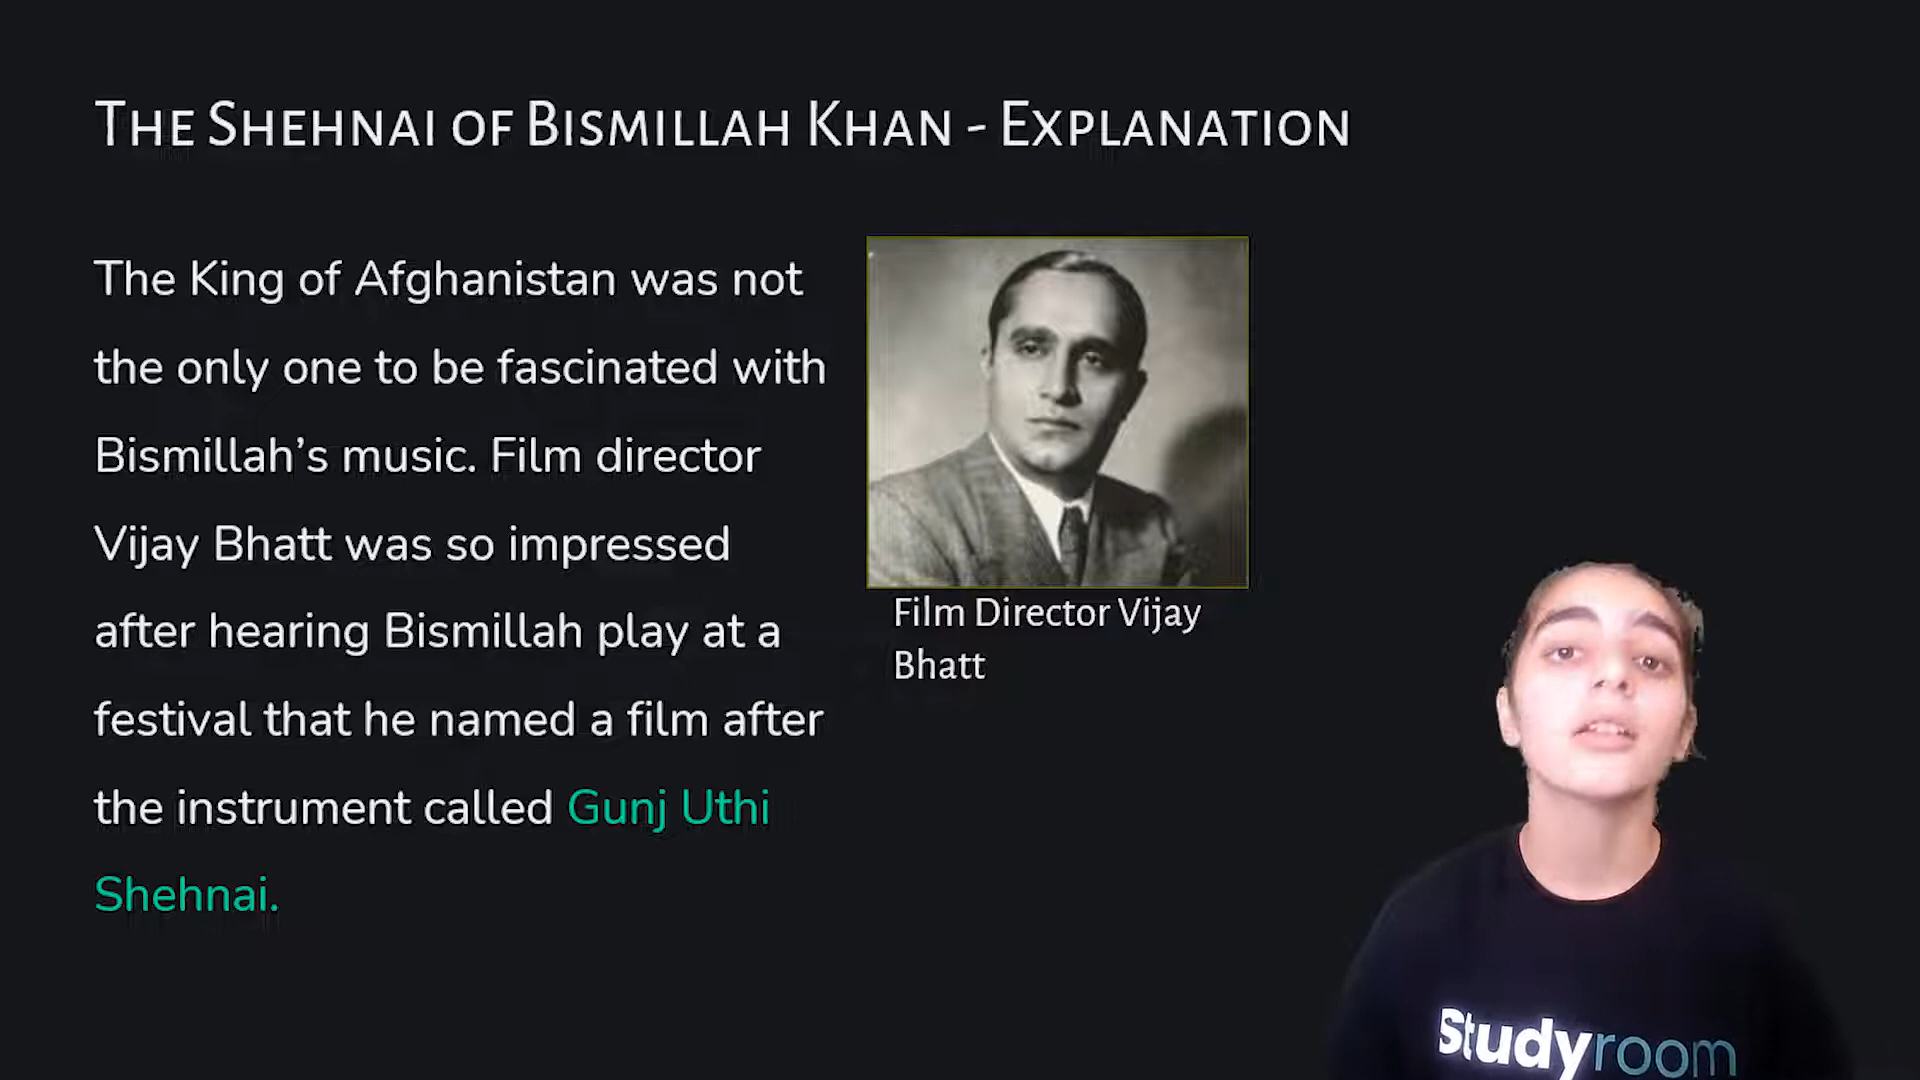 The Shehnai of Bismillah Khan - Explanation
The King of Afghanistan was not
the only one to be fascinated with
Bismillah’s music. Film director
Vijay Bhatt was so impressed
after hearing Bismillah play at a
festival that he named a film after
the instrument called Gunj Uthi
Shehnai.
Film Director Vijay
Bhatt
Studyroom